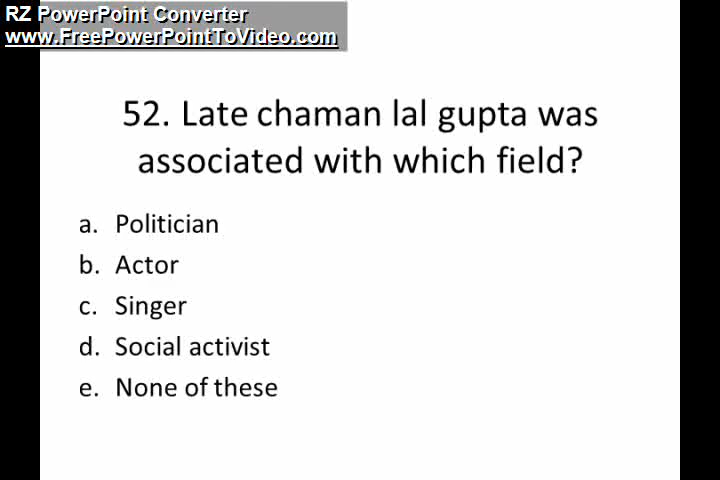 RZ PowerPoint Converter
www.FreePowerPointToVideo.com
52. Late chaman lal gupta was
associated with which field?
a. Politician
b. Actor
c. Singer
d. Social activist
e. None of these